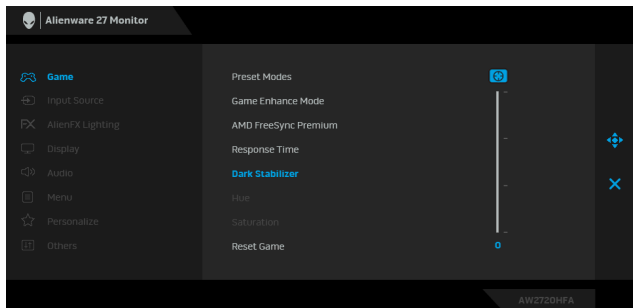 Alienware 27 Monitor
Game
Input Source
AlienFX Lighting
Display
Audio
Menu
Personalize
Others
Preset Modes
Game Enhance Mode
AMD FreeSync Premium
Response Time
Dark Stabilizer
Hue
Saturation
Reset Game
0
AW2720HFA